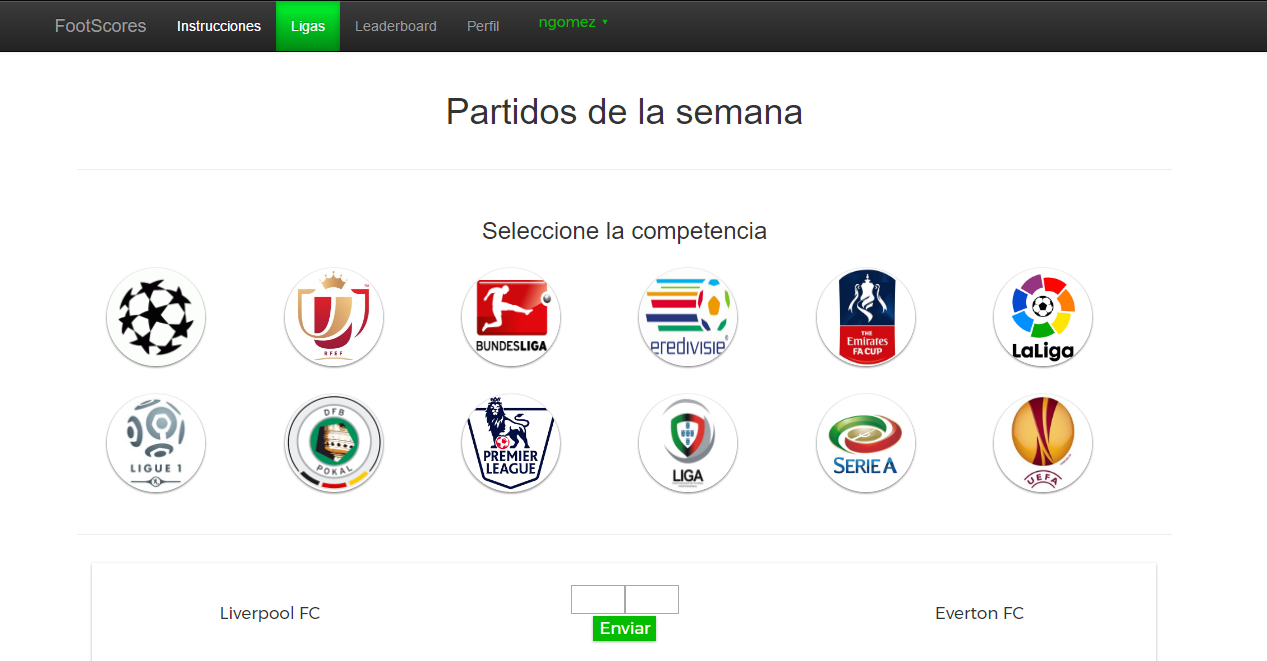 FootScores Instrucciones Ligas Leaderboard Perfil ngomez
Partidos de la semana
Seleccione la competencia
RFEF
BUNDESLIGA
eredivisie
THE
Emirates
FA CUP
LaLiga
LIGUE 1
DFB
POKAL
PREMIER
LEAGUE
LIGA
SERIE A
UEFA
Liverpool FC
Everton FC
Enviar